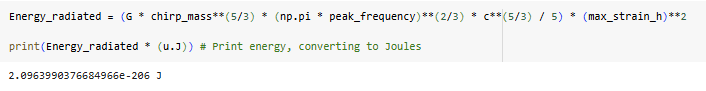 Energy_radiated = (G * chirp_mass**(5/3) * (np.pi * peak_frequency)**(2/3) * c**(5/3) / 5) * (max_strain_h)**2
print(Energy_radiated * (u.J)) # Print energy, converting to Joules
2.0963990376684966e-206 J